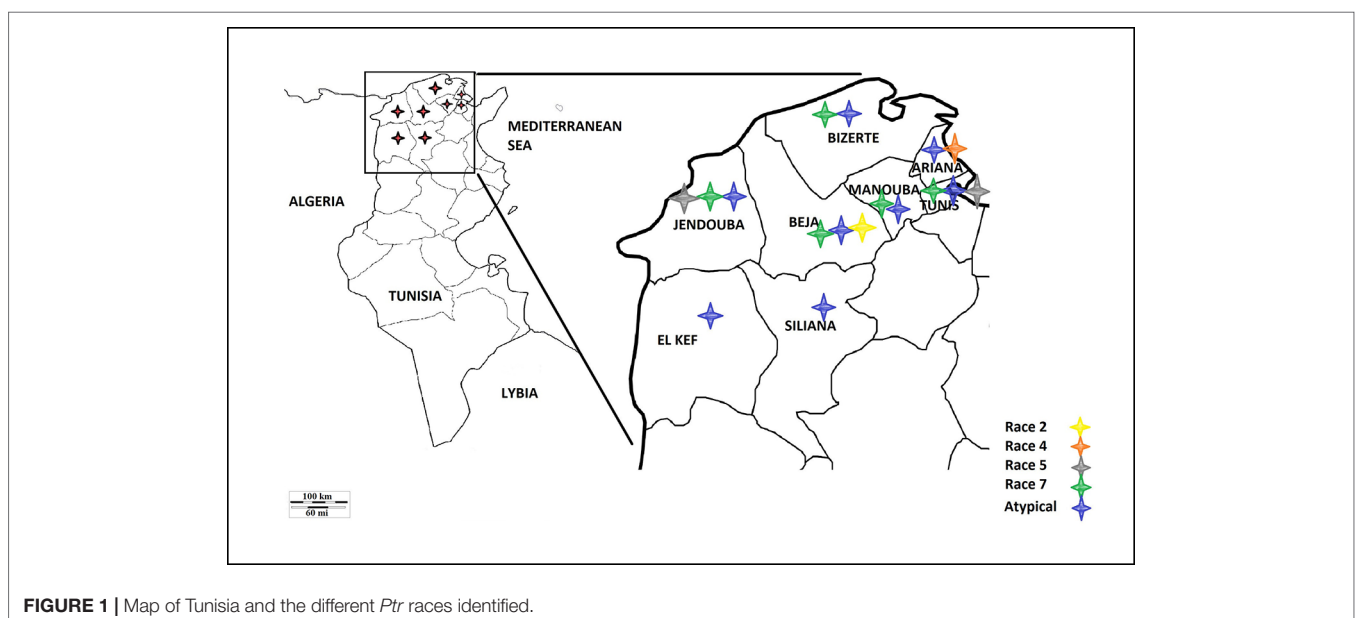 MEDITERRANEAN
SEA
ALGERIA
TUNISIA
LYBIA
100 km
60 mi
BIZERTE
ARIANA
MANOUBA
TUNIS
JENDOUBA
BEJA
EL KEF
SILIANA
Race 2
Race 4
Race 5
Race 7
Atypical
FIGURE 1 | Map of Tunisia and the different Ptr races identified.